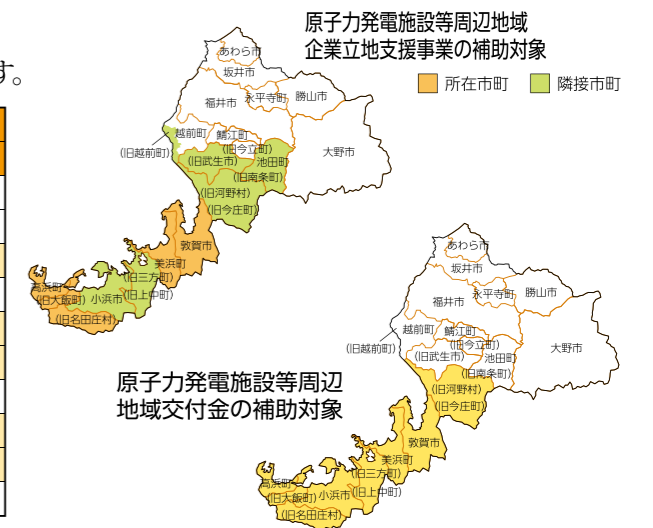 す。
原子力発電施設等周辺地域
企業立地支援事業の補助対象
所在市町
隣接市町
あわら市
坂井市
福井市
永平寺町
勝山市
越前町
鯖江町
(旧今立町)
(旧越前町)
(旧武生市)
池田町
大野市
(旧南条町)
(旧河野村)
(旧今庄町)
敦賀市
美浜町
(旧三方町)
高浜町
(旧大飯町)
小浜市
(旧上中町)
(旧名田庄村)
原子力発電施設等周辺
地域交付金の補助対象
あわら市
坂井市
福井市
永平寺町
勝山市
越前町
鯖江町
(旧今立町)
(旧越前町)
(旧武生市)
池田町
大野市
(旧南条町)
(旧河野村)
(旧今庄町)
敦賀市
美浜町
(旧三方町)
高浜町
(旧大飯町)
小浜市
(旧上中町)
(旧名田庄村)